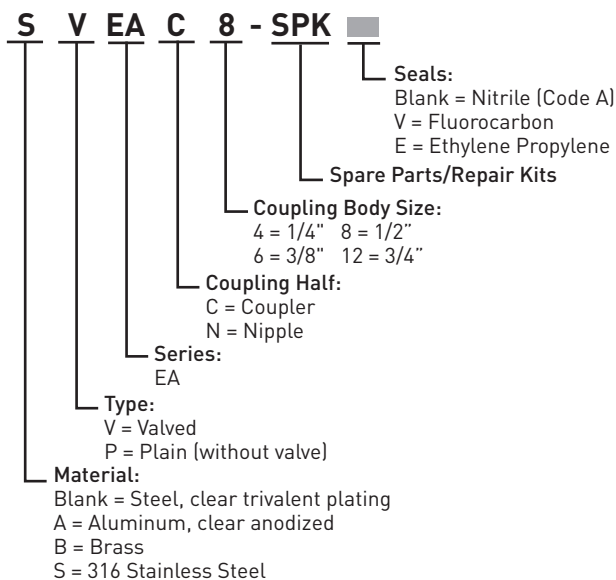 S V EA C 8 - SPK
Seals:
Blank = Nitrile (Code A)
V = Fluorocarbon
E = Ethylene Propylene
Spare Parts/Repair Kits
Coupling Body Size:
4 = 1/4" 8 = 1/2”
6 = 3/8" 12 = 3/4”
Coupling Half:
C = Coupler
N = Nipple
Series:
EA
Type:
V = Valved
P = Plain (without valve)
Material:
Blank = Steel, clear trivalent plating
A = Aluminum, clear anodized
B = Brass
S = 316 Stainless Steel